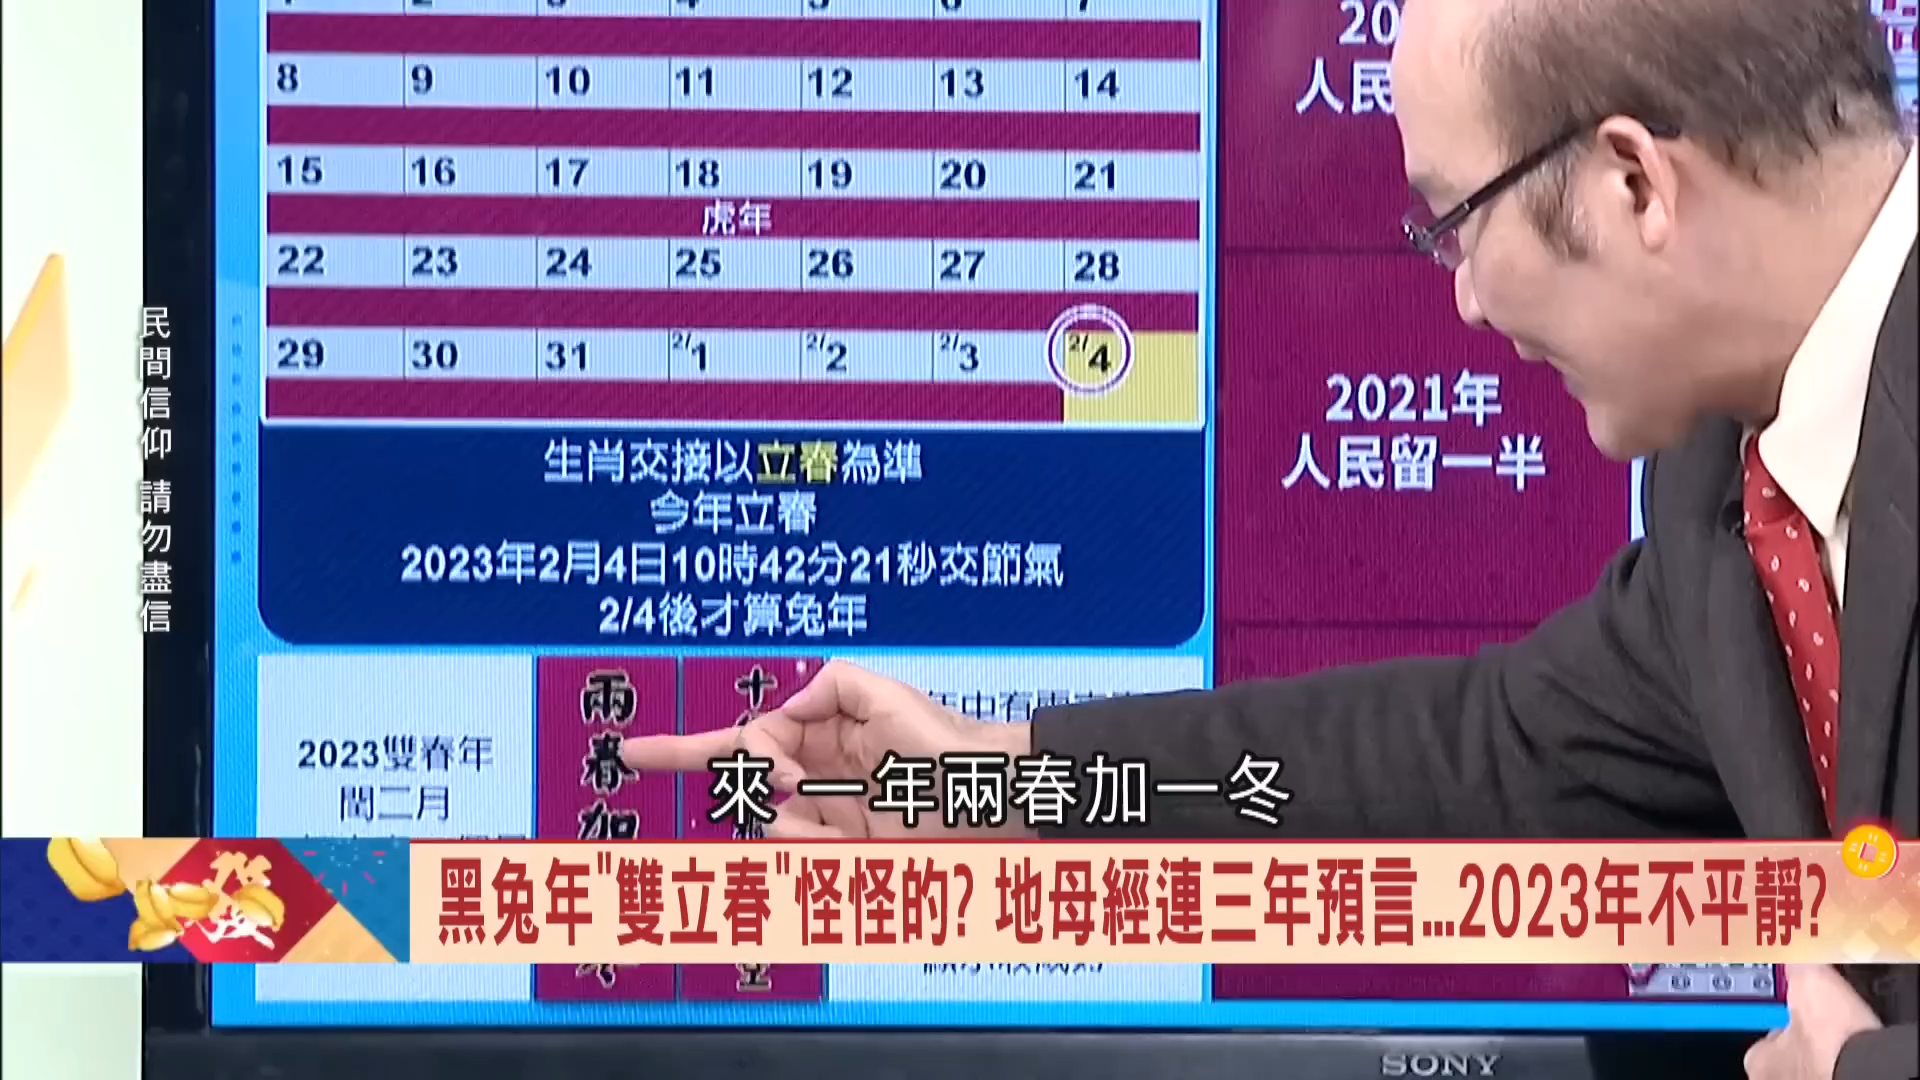 8 9 10 11 12 13 14
15 16 17 18 19 20 21
虎年
22 23 24 25 26 27 28
29 30 31 2/1 2/2 2/3 2/4
生肖交接以立春為準
今年立春
2023年2月4日10時42分21秒交節氣
2/4後才算兔年
人民
2021年
人民留一半
民間信仰 請勿盡信
2023雙春年
閏二月
兩春加
十
來 一年兩春加一冬
黑兔年"雙立春"怪怪的? 地母經連三年預言...2023年不平靜?
發
SONY